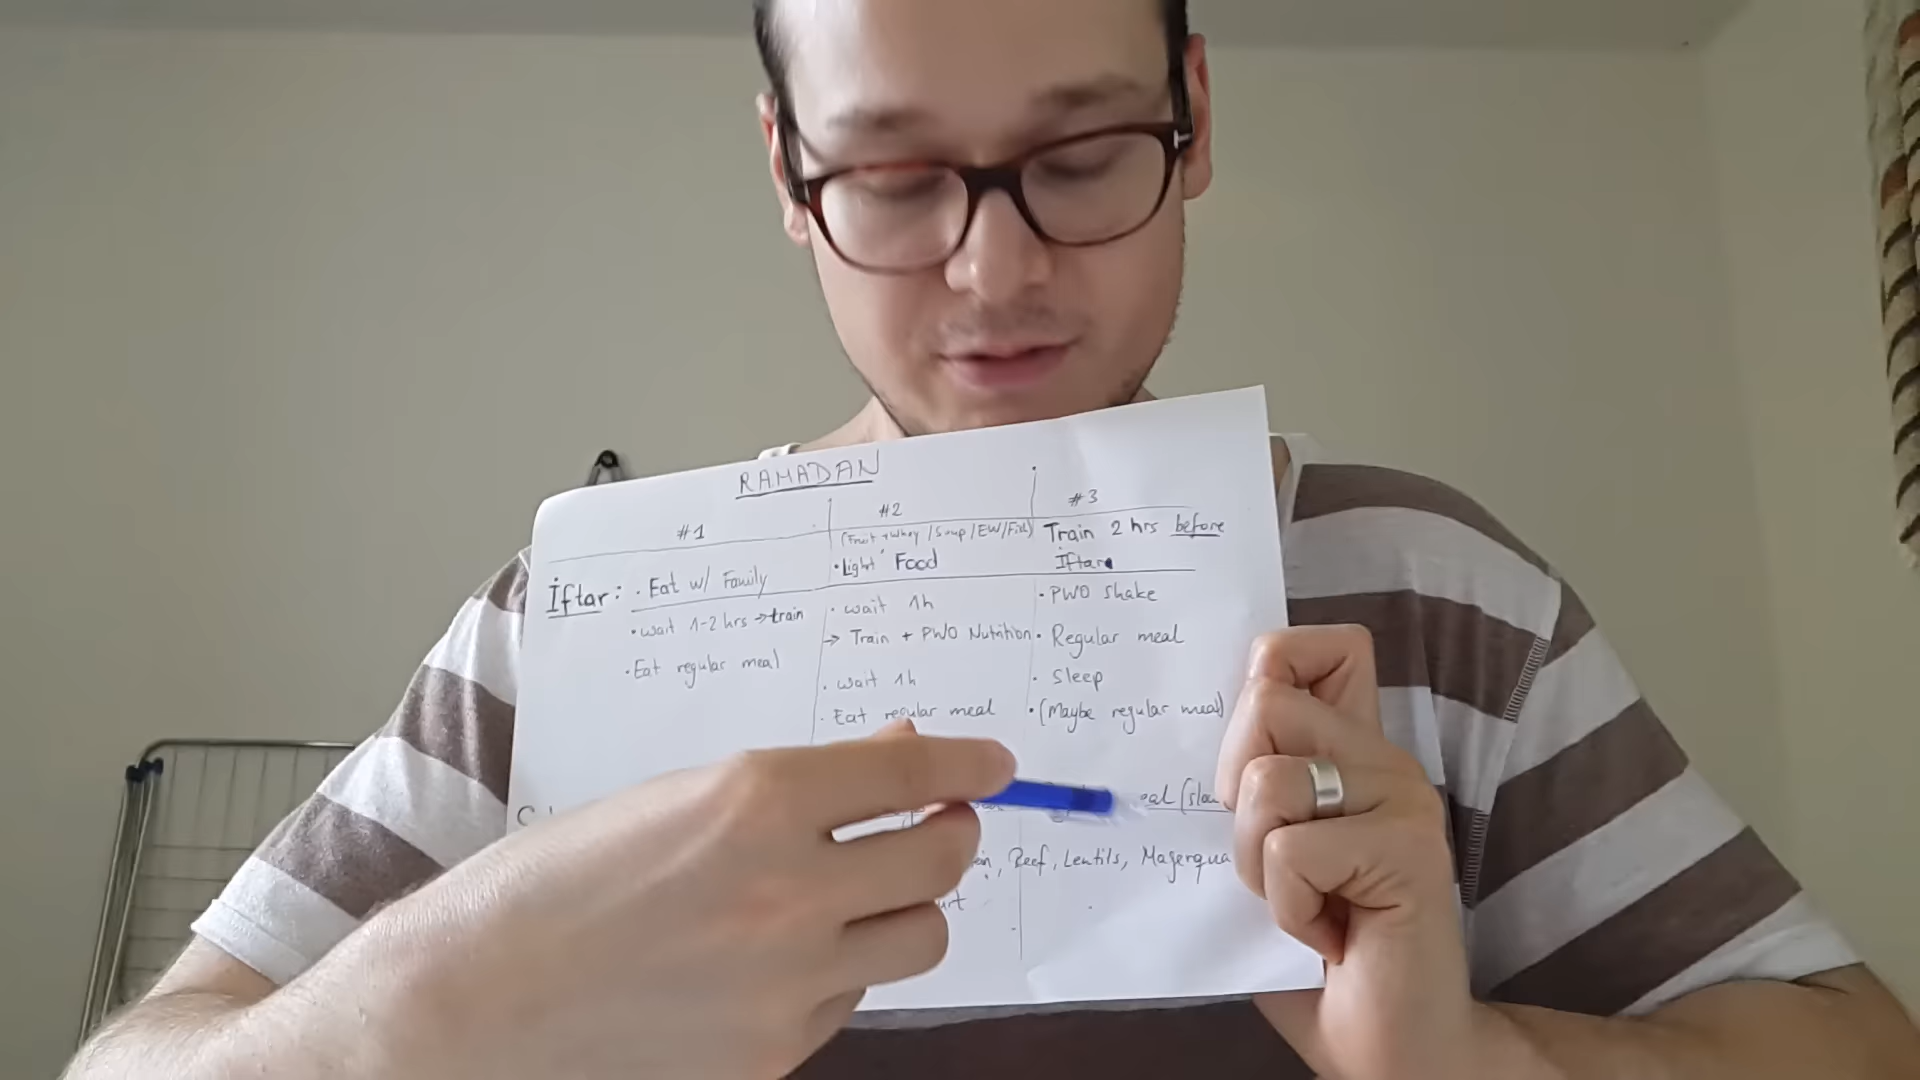 RAMADAN
#1
#2
#3
(Fruit + Whey / Soup / EW / Fish)
• "Light" Food
Train 2 hrs before
İftar
İftar: • Eat w/ Family
• wait 1-2 hrs → train
• Eat regular meal
• wait 1h
→ Train + PWO Nutrition
• wait 1h
• Eat regular meal
• PWO shake
• Regular meal
• Sleep
• (Maybe regular meal)
Beef, Lentils,